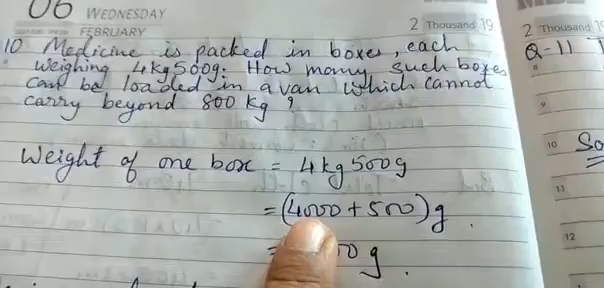 06 WEDNESDAY
FEBRUARY
2 Thousand 19
10 Medicine is packed in boxes, each
weighing 4kg 500g. How many such boxes
can be loaded in a van which cannot
carry beyond 800 kg ?
Weight of one box = 4kg 500g
= (4000 + 500) g
g.
2 Thousand
Q-11
9
10
11
12